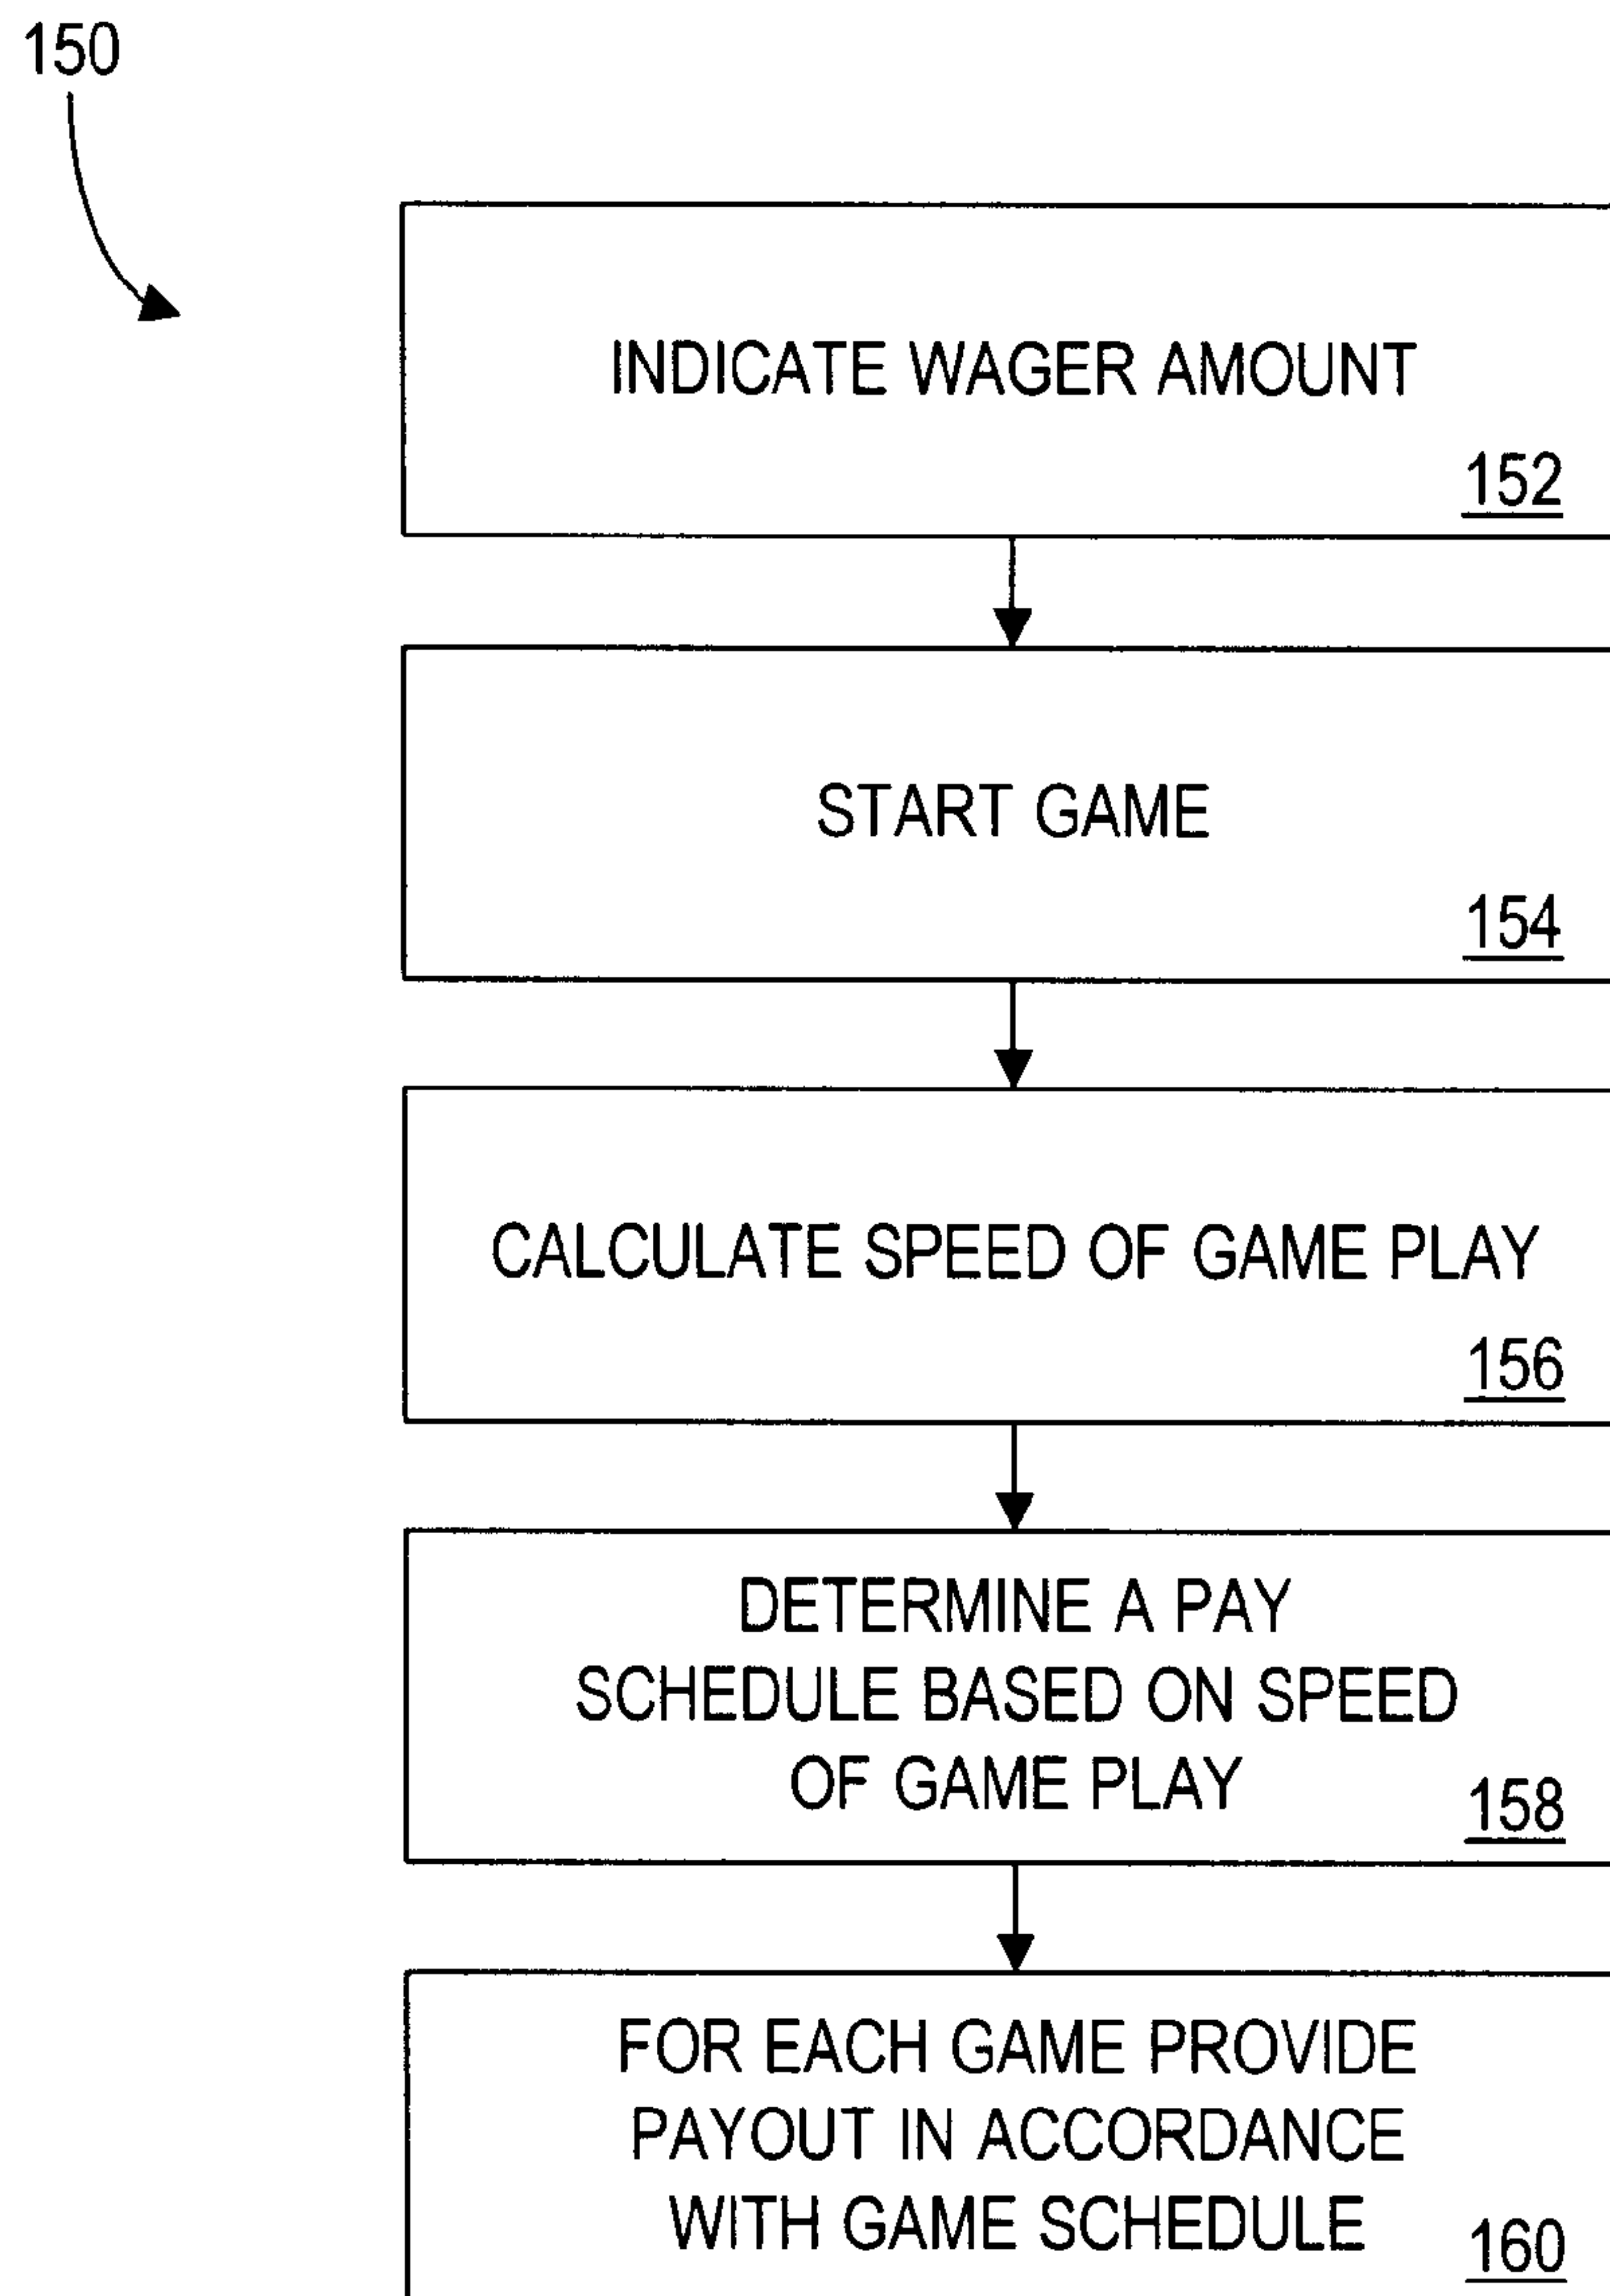 150
INDICATE WAGER AMOUNT
152
START GAME
154
CALCULATE SPEED OF GAME PLAY
156
DETERMINE A PAY
SCHEDULE BASED ON SPEED
OF GAME PLAY
158
FOR EACH GAME PROVIDE
PAYOUT IN ACCORDANCE
WITH GAME SCHEDULE
160